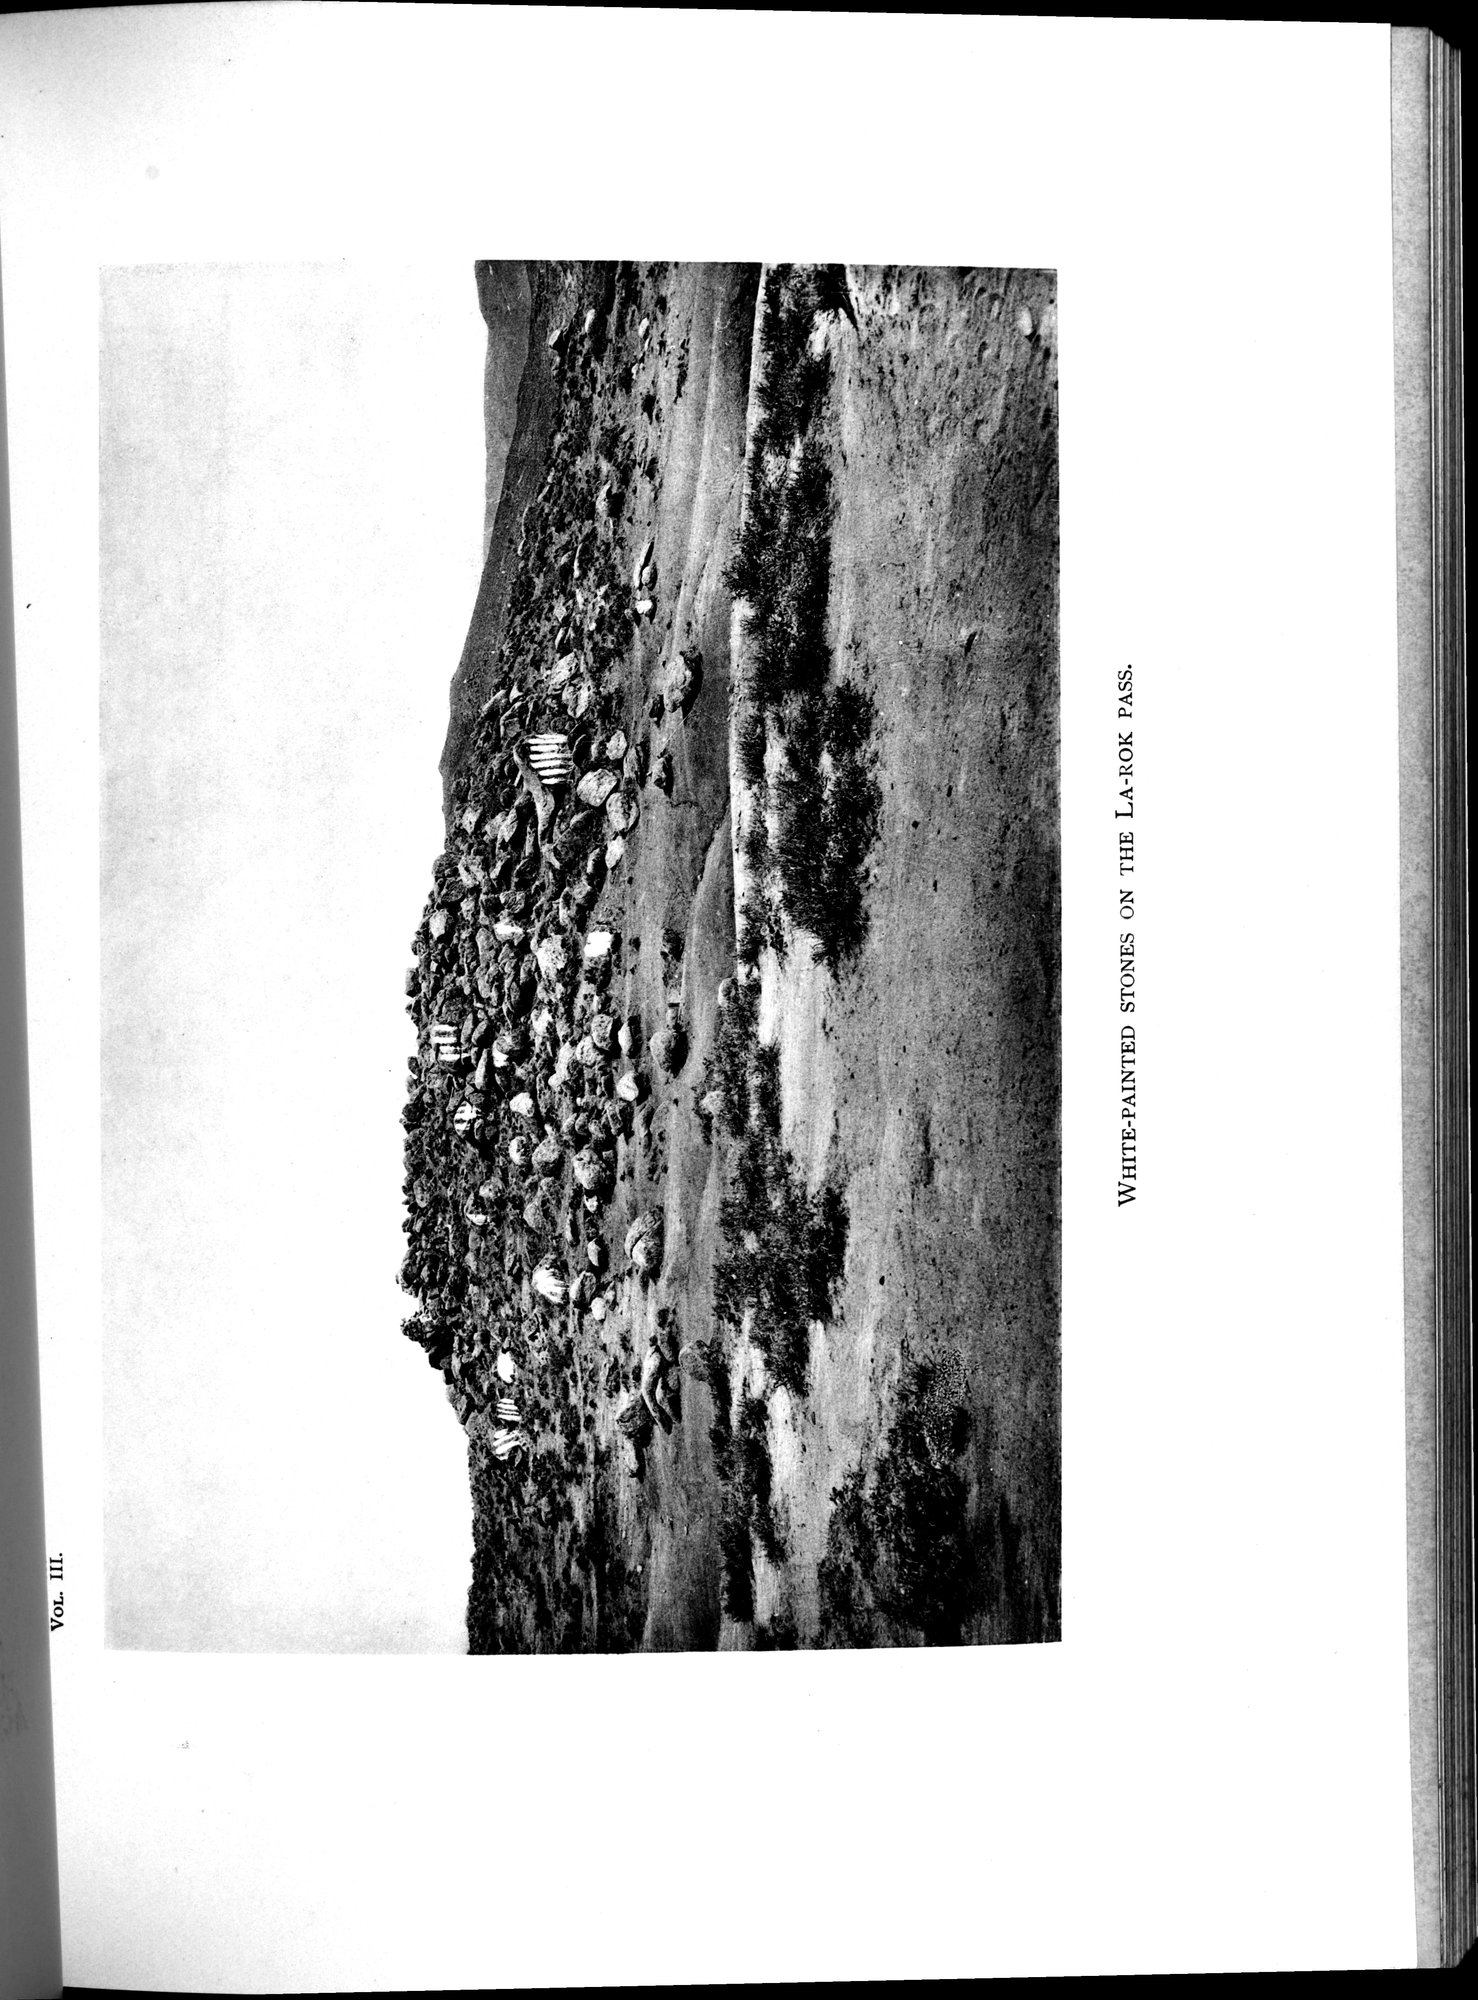 Vol. III.
White-painted stones on the La-rok pass.